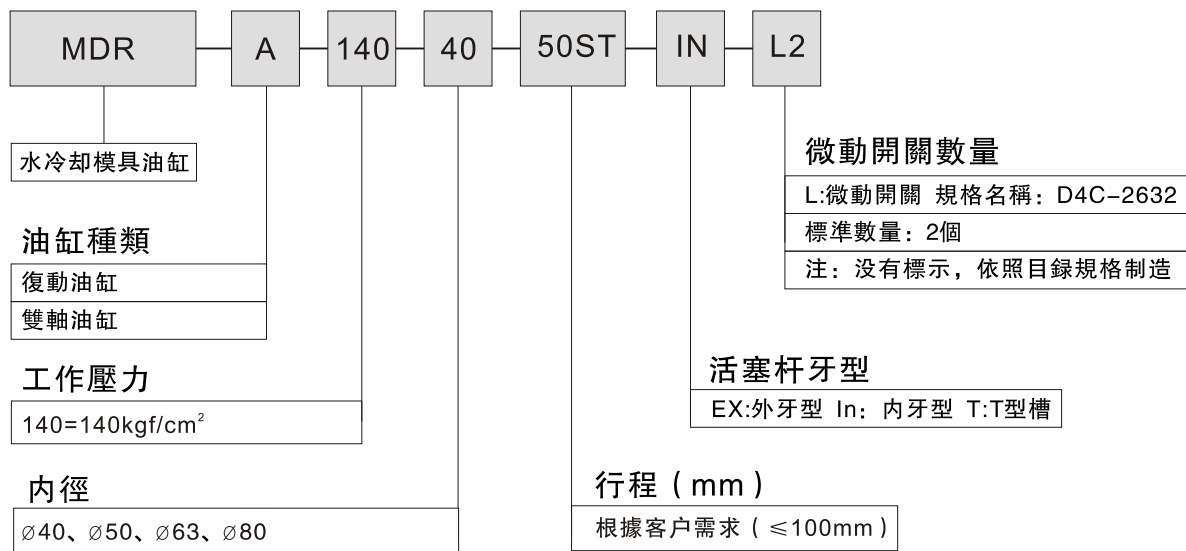 MDR A 140 40 50ST IN L2
水冷却模具油缸
油缸種類
復動油缸
雙軸油缸
工作壓力
140=140kgf/cm²
内徑
∅40、∅50、∅63、∅80
微動開關數量
L:微動開關 規格名稱：D4C-2632
標準數量：2個
注：没有標示，依照目録規格制造
活塞杆牙型
EX:外牙型 In：内牙型 T:T型槽
行程（mm）
根據客户需求（≤100mm）